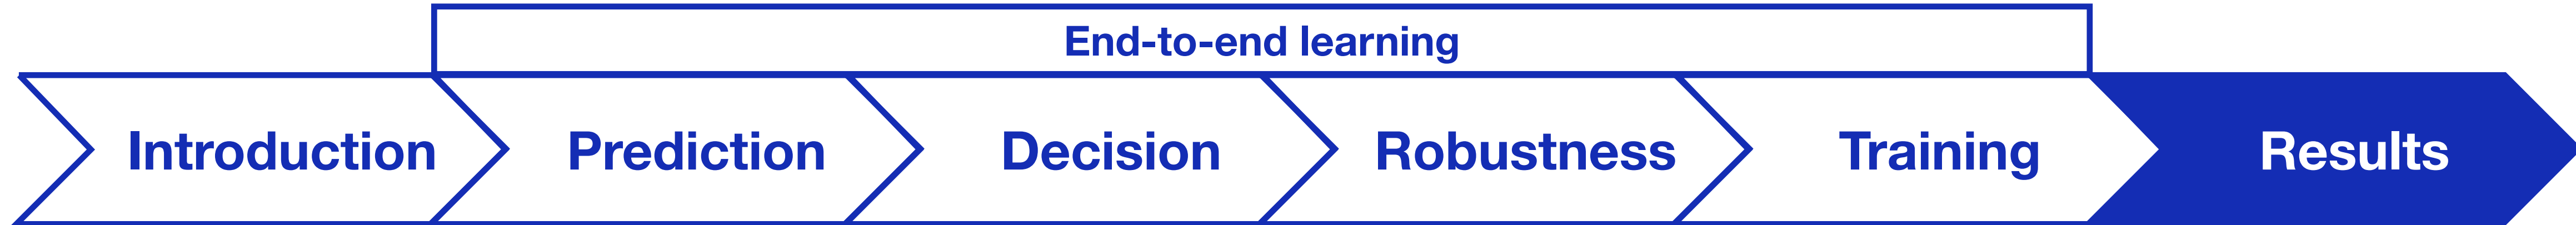 End-to-end learning
Introduction Prediction Decision Robustness Training Results